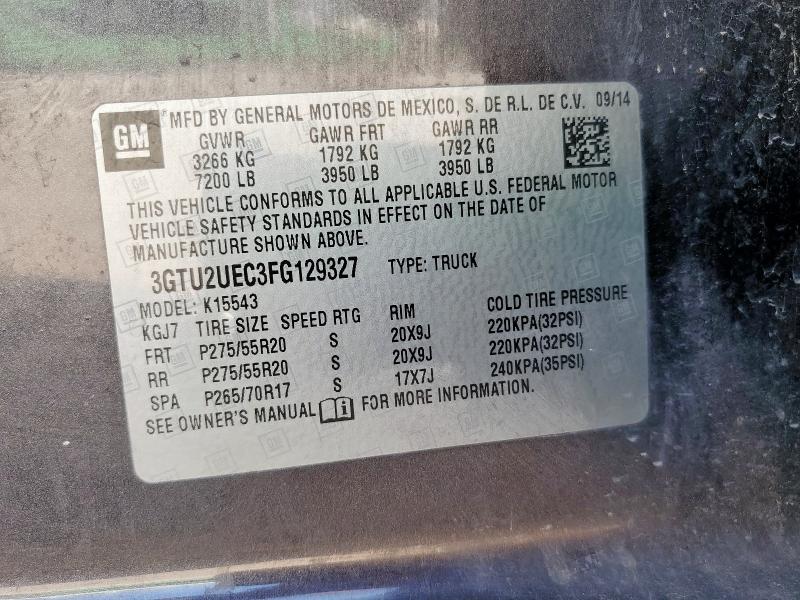 GM
MFD BY GENERAL MOTORS DE MEXICO, S. DE R.L. DE C.V. 09/14
GVWR GAWR FRT GAWR RR
3266 KG 1792 KG 1792 KG
7200 LB 3950 LB 3950 LB
THIS VEHICLE CONFORMS TO ALL APPLICABLE U.S. FEDERAL MOTOR
VEHICLE SAFETY STANDARDS IN EFFECT ON THE DATE OF
MANUFACTURE SHOWN ABOVE.
3GTU2UEC3FG129327 TYPE: TRUCK
MODEL: K15543
KGJ7 TIRE SIZE SPEED RTG RIM COLD TIRE PRESSURE
FRT P275/55R20 S 20X9J 220KPA(32PSI)
RR P275/55R20 S 20X9J 220KPA(32PSI)
SPA P265/70R17 S 17X7J 240KPA(35PSI)
SEE OWNER'S MANUAL FOR MORE INFORMATION.